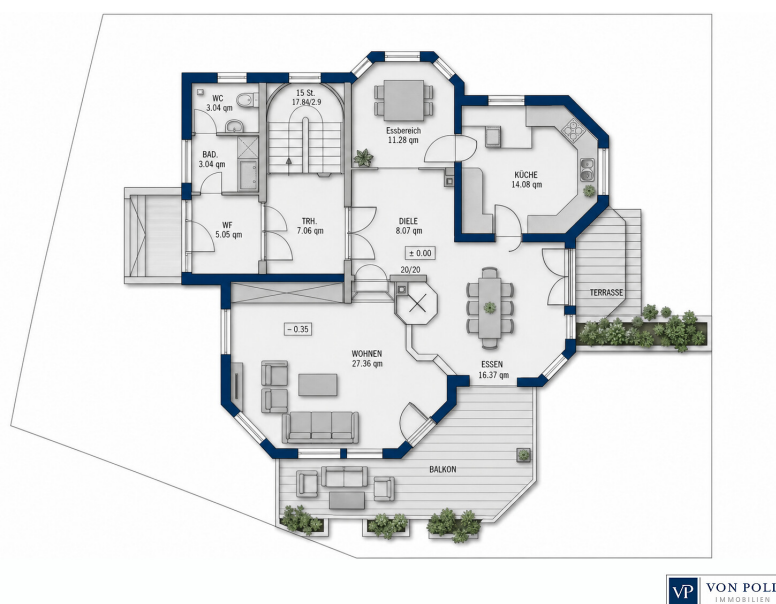 WC
3.04 qm
15 St.
17.84/2.9
Essbereich
11.28 qm
BAD.
3.04 qm
KÜCHE
14.08 qm
WF
5.05 qm
TRH.
7.06 qm
DIELE
8.07 qm
± 0.00
20/20
TERRASSE
– 0.35
WOHNEN
27.36 qm
ESSEN
16.37 qm
BALKON
VP
VON POLL
IMMOBILIEN